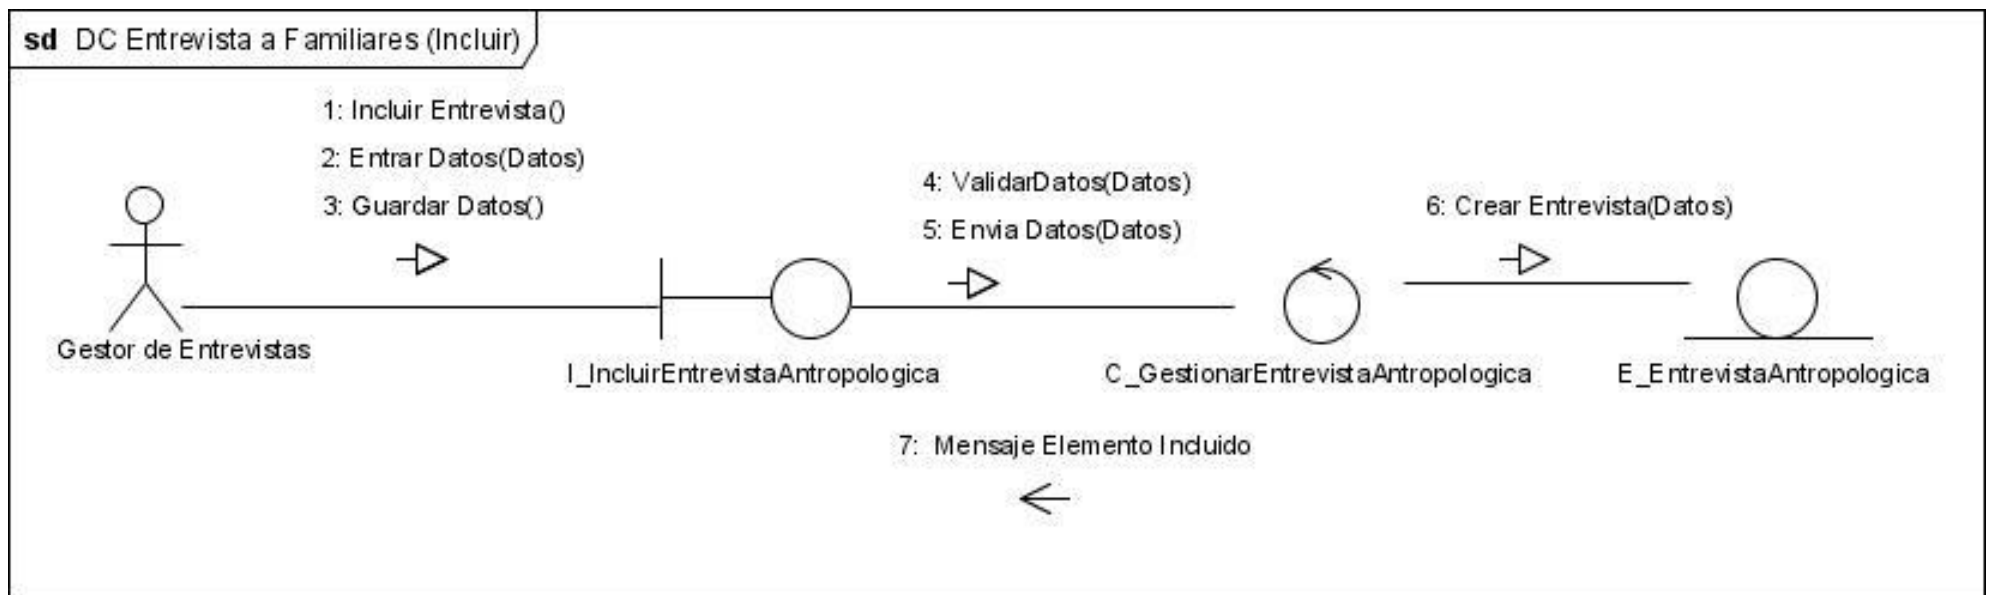 sd DC Entrevista a Familiares (Incluir)
1: Incluir Entrevista()
2: Entrar Datos(Datos)
3: Guardar Datos()
4: ValidarDatos(Datos)
5: Envia Datos(Datos)
6: Crear Entrevista(Datos)
Gestor de Entrevistas
I_IncluirEntrevistaAntropologica
C_GestionarEntrevistaAntropologica
E_EntrevistaAntropologica
7: Mensaje Elemento Incluido